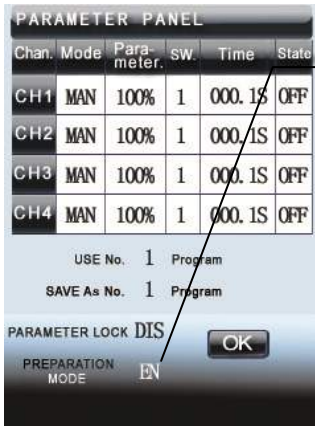 PARAMETER PANEL
Chan. Mode Para-meter. SW. Time State
CH1 MAN 100% 1 000.1S OFF
CH2 MAN 100% 1 000.1S OFF
CH3 MAN 100% 1 000.1S OFF
CH4 MAN 100% 1 000.1S OFF
USE No. 1 Program
SAVE As No. 1 Program
PARAMETER LOCK DIS OK
PREPARATION MODE EN